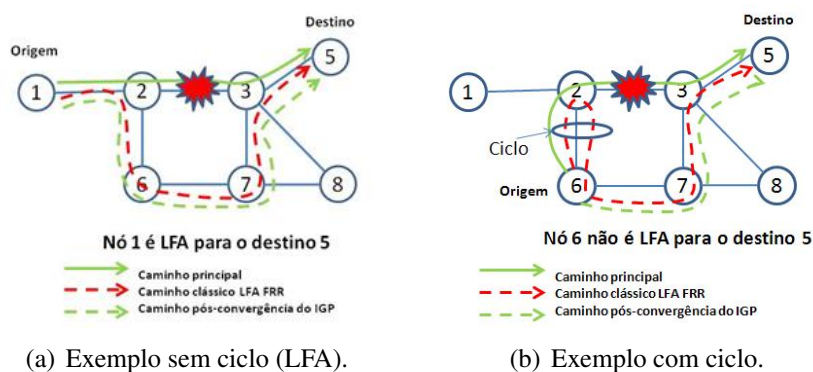 Origem
Destino
1
2
3
5
6
7
8
Nó 1 é LFA para o destino 5
Caminho principal
Caminho clássico LFA FRR
Caminho pós-convergência do IGP
(a) Exemplo sem ciclo (LFA).
Destino
1
2
3
5
Ciclo
Origem
6
7
8
Nó 6 não é LFA para o destino 5
Caminho principal
Caminho clássico LFA FRR
Caminho pós-convergência do IGP
(b) Exemplo com ciclo.